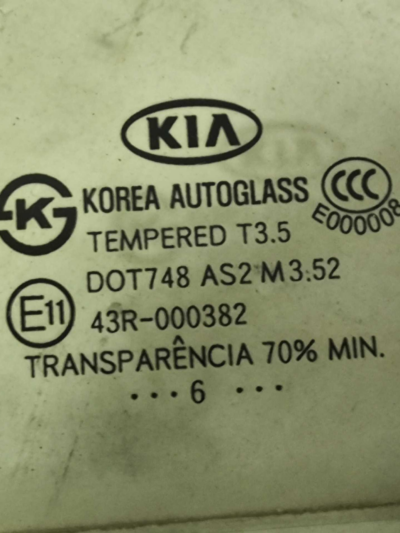 KIA
KS KOREA AUTOGLASS CCC
E000008
TEMPERED T3.5
DOT748 AS2 M3.52
E11 43R-000382
TRANSPARÊNCIA 70% MIN.
···6 ···